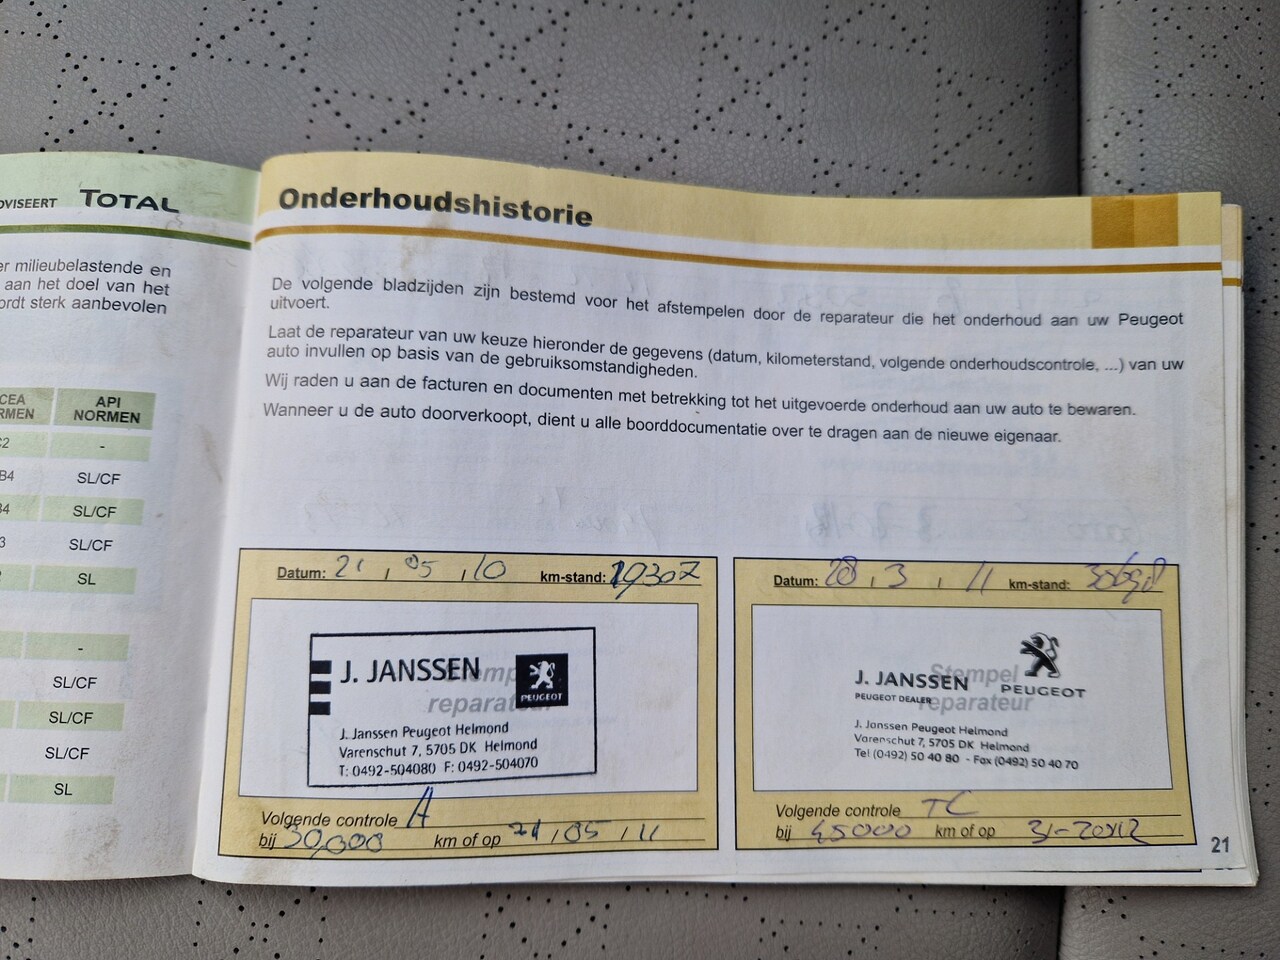 OVISEERT TOTAL
er milieubelastende en
aan het doel van het
ordt sterk aanbevolen
CEA API
RMEN NORMEN
C2 -
B4 SL/CF
B4 SL/CF
3 SL/CF
SL
-
SL/CF
SL/CF
SL/CF
SL
Onderhoudshistorie
De volgende bladzijden zijn bestemd voor het afstempelen door de reparateur die het onderhoud aan uw Peugeot
uitvoert.
Laat de reparateur van uw keuze hieronder de gegevens (datum, kilometerstand, volgende onderhoudscontrole, ...) van uw
auto invullen op basis van de gebruiksomstandigheden.
Wij raden u aan de facturen en documenten met betrekking tot het uitgevoerde onderhoud aan uw auto te bewaren.
Wanneer u de auto doorverkoopt, dient u alle boorddocumentatie over te dragen aan de nieuwe eigenaar.
Datum: 21 / 05 / 10 km-stand: 19307
Stempel
reparateur
J. JANSSEN
PEUGEOT
J. Janssen Peugeot Helmond
Varenschut 7, 5705 DK Helmond
T: 0492-504080 F: 0492-504070
Volgende controle A
bij 30,000 km of op 21 / 05 / 11
Datum: 28 / 3 / 11 km-stand:
Stempel
reparateur
J. JANSSEN
PEUGEOT DEALER
PEUGEOT
J. Janssen Peugeot Helmond
Varenschut 7, 5705 DK Helmond
Tel (0492) 50 40 80 - Fax (0492) 50 40 70
Volgende controle TC
bij 45000 km of op 3/-2012
21